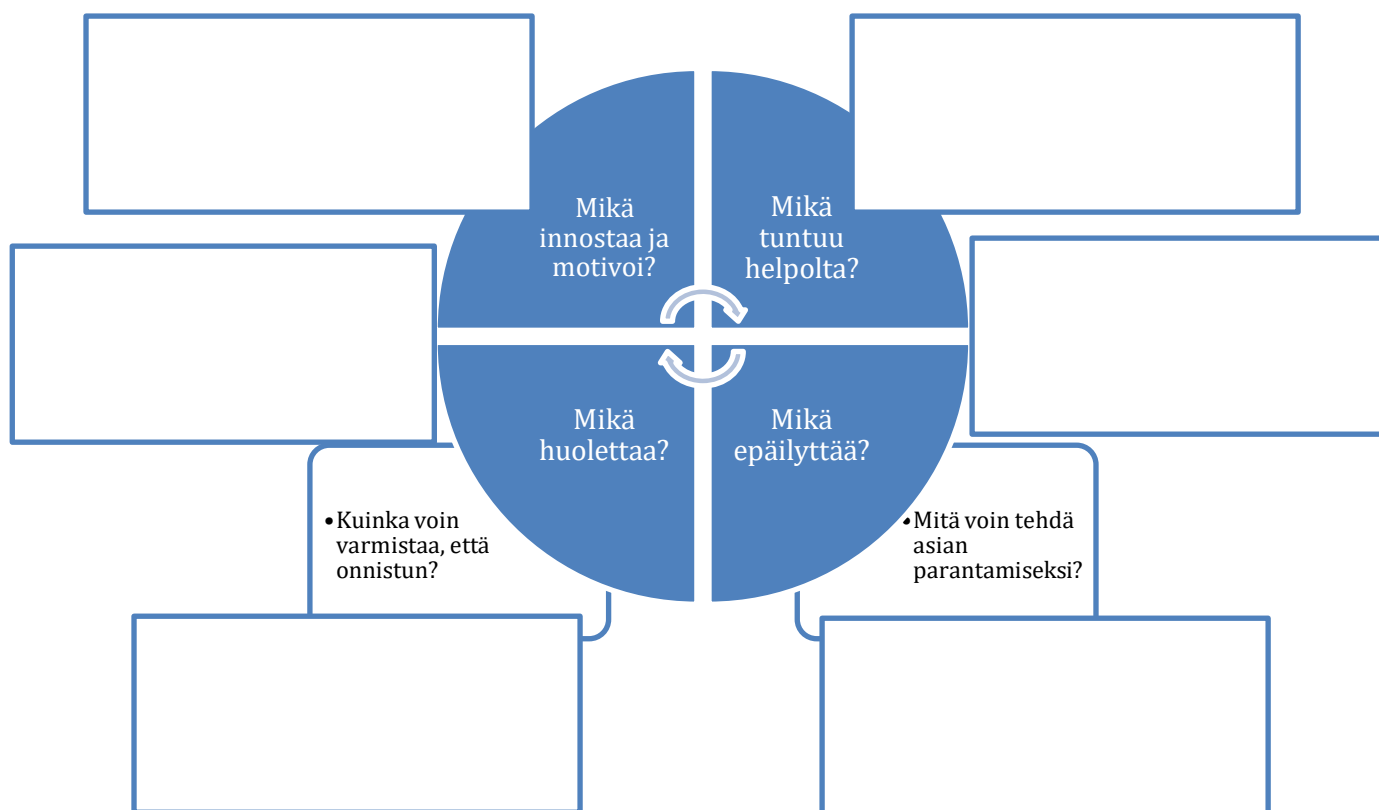 Mikä
innostaa ja
motivoi?
Mikä
tuntuu
helpolta?
Mikä
huolettaa?
Mikä
epäilyttää?
•Kuinka voin
varmistaa, että
onnistun?
•Mitä voin tehdä
asian
parantamiseksi?